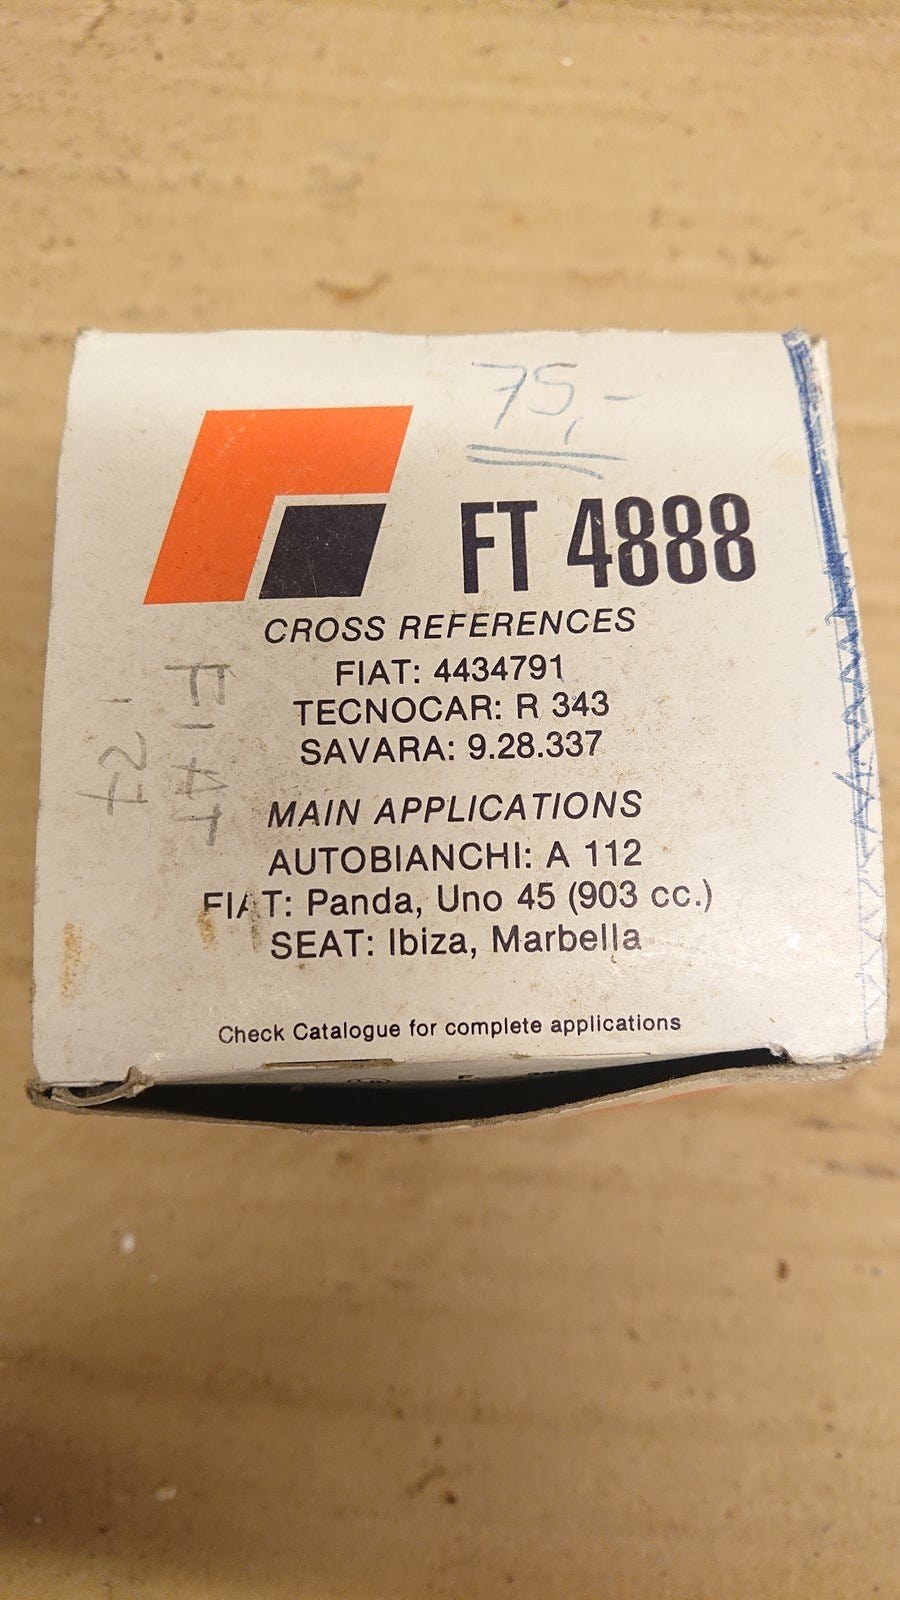 75,-
FT 4888
CROSS REFERENCES
FIAT: 4434791
TECNOCAR: R 343
SAVARA: 9.28.337
MAIN APPLICATIONS
AUTOBIANCHI: A 112
FIAT: Panda, Uno 45 (903 cc.)
SEAT: Ibiza, Marbella
Check Catalogue for complete applications
FIAT